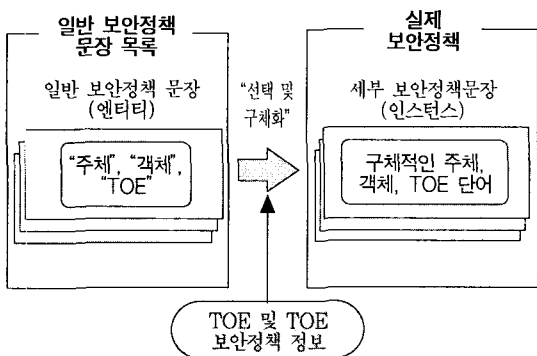 일반 보안정책
문장 목록
일반 보안정책 문장
(엔티티)
"주체", "객체",
"TOE"
"선택 및
구체화"
실제
보안정책
세부 보안정책문장
(인스턴스)
구체적인 주체,
객체, TOE 단어
TOE 및 TOE
보안정책 정보